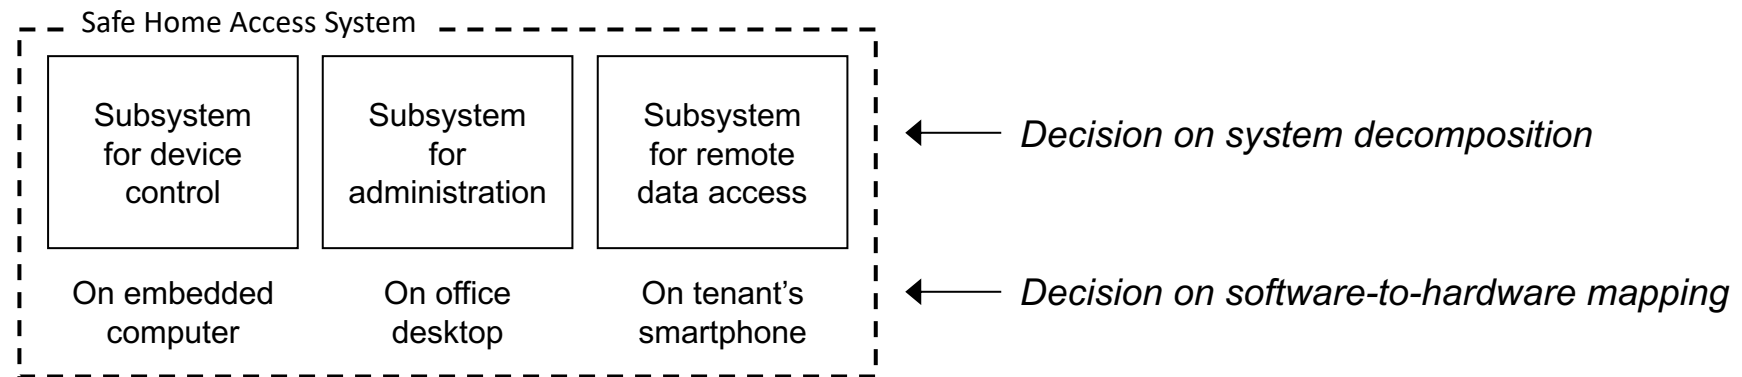 Safe Home Access System
Subsystem
for device
control
Subsystem
for
administration
Subsystem
for remote
data access
Decision on system decomposition
On embedded
computer
On office
desktop
On tenant’s
smartphone
Decision on software-to-hardware mapping